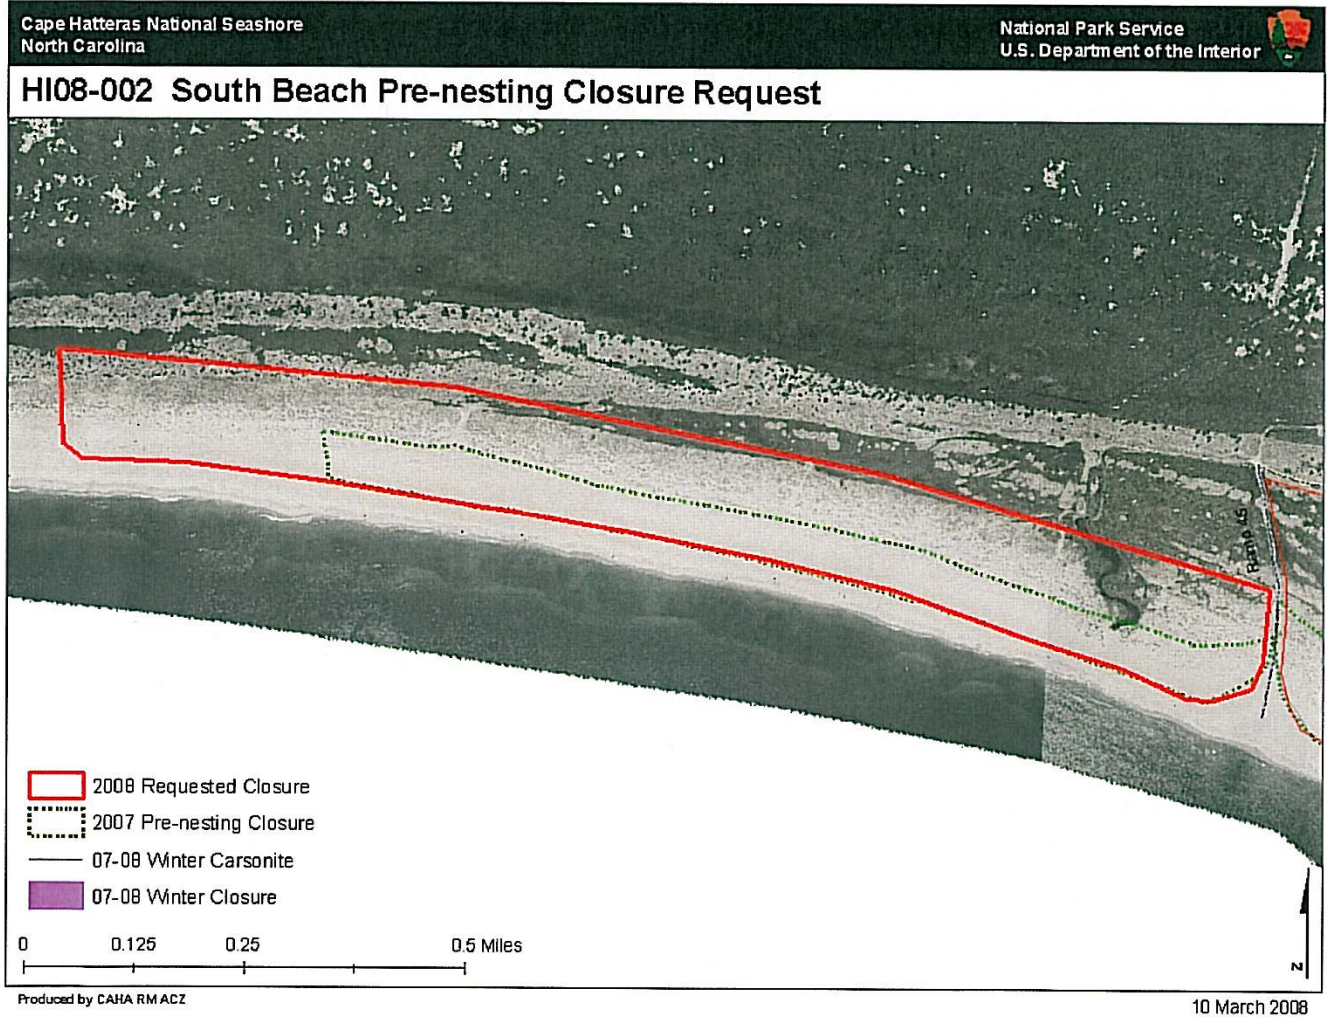 Cape Hatteras National Seashore
North Carolina
National Park Service
U.S. Department of the Interior
HI08-002 South Beach Pre-nesting Closure Request
Ramp 45
2008 Requested Closure
2007 Pre-nesting Closure
07-08 Winter Carsonite
07-08 Winter Closure
0 0.125 0.25 0.5 Miles
N
Produced by CAHA RM ACZ
10 March 2008